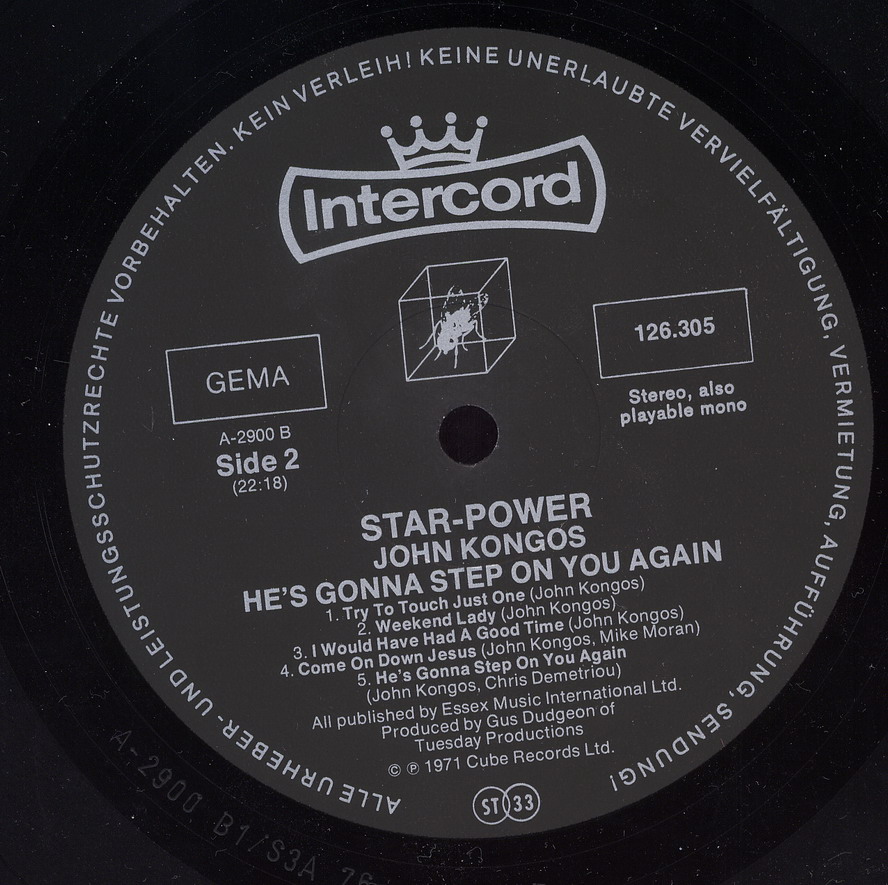 ALLE URHEBER- UND LEISTUNGSSCHUTZRECHTE VORBEHALTEN. KEIN VERLEIH! KEINE UNERLAUBTE VERVIELFÄLTIGUNG, VERMIETUNG, AUFFÜHRUNG, SENDUNG!
Intercord
GEMA
126.305
Stereo, also
playable mono
A-2900 B
Side 2
(22:18)
STAR-POWER
JOHN KONGOS
HE'S GONNA STEP ON YOU AGAIN
1. Try To Touch Just One (John Kongos)
2. Weekend Lady (John Kongos)
3. I Would Have Had A Good Time (John Kongos)
4. Come On Down Jesus (John Kongos, Mike Moran)
5. He's Gonna Step On You Again
(John Kongos, Chris Demetriou)
All published by Essex Music International Ltd.
Produced by Gus Dudgeon of
Tuesday Productions
© ℗ 1971 Cube Records Ltd.
ST 33
A-2900 B1/S3A 76